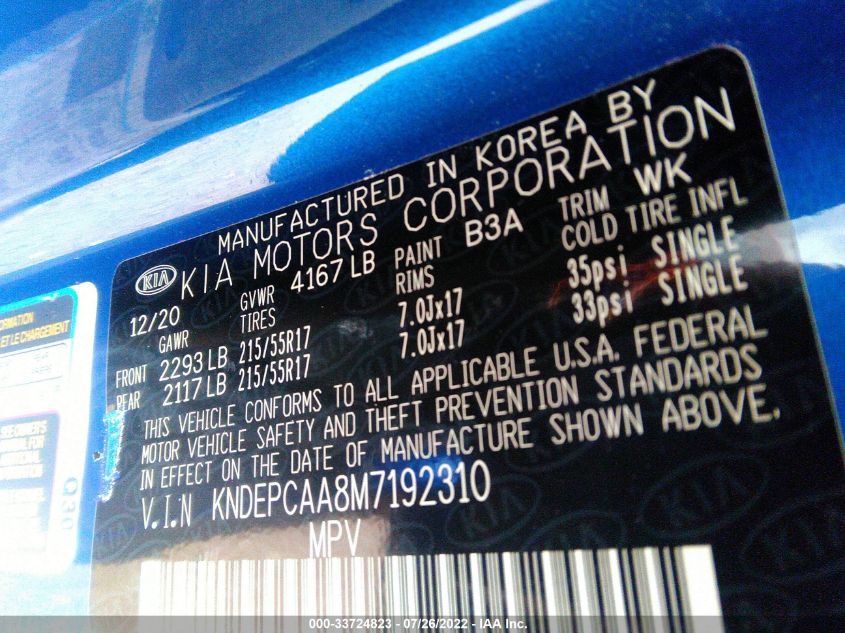 MANUFACTURED IN KOREA BY
KIA KIA MOTORS CORPORATION
12/20 GVWR 4167 LB PAINT B3A TRIM WK
GAWR TIRES RIMS COLD TIRE INFL
FRONT 2293 LB 215/55R17 7.0Jx17 35psi SINGLE
REAR 2117 LB 215/55R17 7.0Jx17 33psi SINGLE
THIS VEHICLE CONFORMS TO ALL APPLICABLE U.S.A. FEDERAL
MOTOR VEHICLE SAFETY AND THEFT PREVENTION STANDARDS
IN EFFECT ON THE DATE OF MANUFACTURE SHOWN ABOVE.
V.I.N KNDEPCAA8M7192310
MPV
ET LE CHARGEMENT
000-33724823 - 07/26/2022 - IAA Inc.